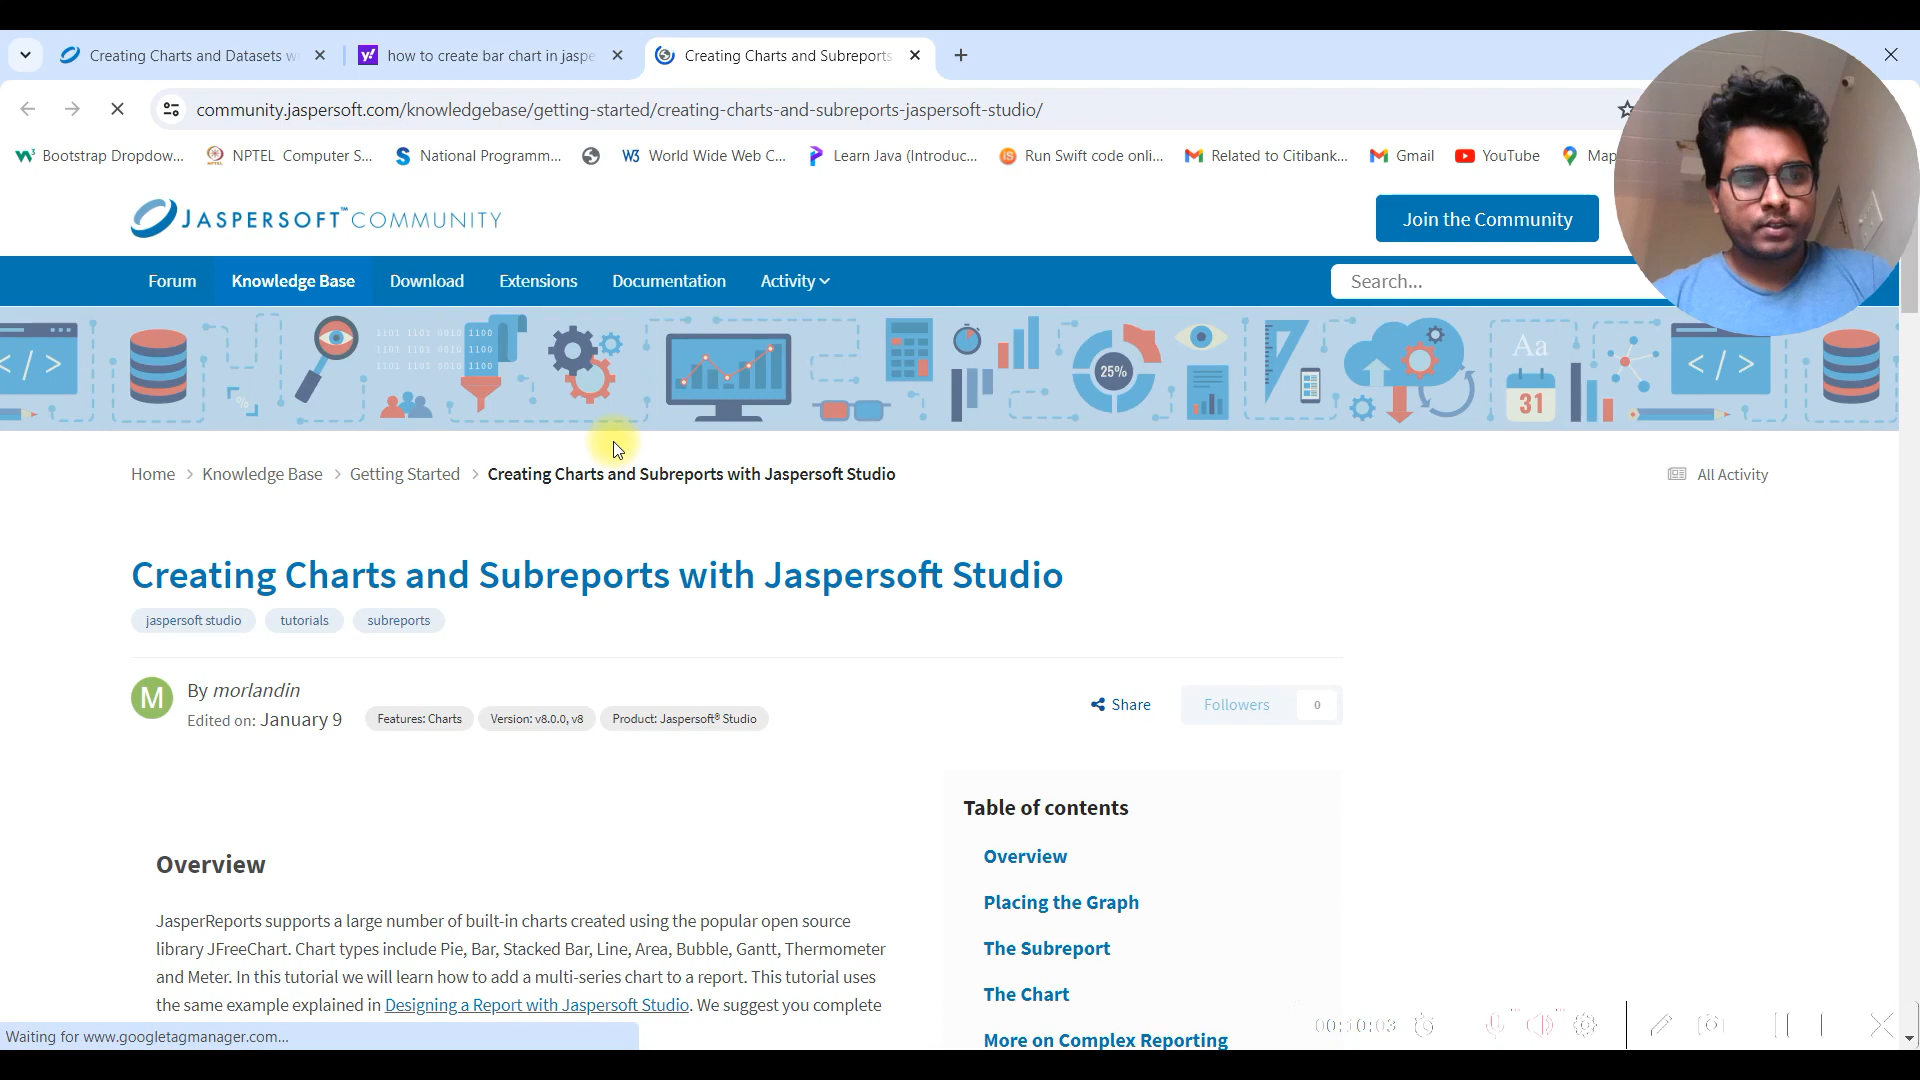 Creating Charts and Datasets w
how to create bar chart in jaspe
Creating Charts and Subreports
community.jaspersoft.com/knowledgebase/getting-started/creating-charts-and-subreports-jaspersoft-studio/
Bootstrap Dropdow...
NPTEL Computer S...
National Programm...
World Wide Web C...
Learn Java (Introduc...
Run Swift code onli...
Related to Citibank...
Gmail
YouTube
Map
JASPERSOFT™ COMMUNITY
Join the Community
Forum
Knowledge Base
Download
Extensions
Documentation
Activity
Search...
1101 1101 0010 1100
25%
Aa
31
</>
Home > Knowledge Base > Getting Started > Creating Charts and Subreports with Jaspersoft Studio
All Activity
Creating Charts and Subreports with Jaspersoft Studio
jaspersoft studio
tutorials
subreports
M
By morlandin
Edited on: January 9
Features: Charts
Version: v8.0.0, v8
Product: Jaspersoft® Studio
Share
Followers 0
Overview
JasperReports supports a large number of built-in charts created using the popular open source
library JFreeChart. Chart types include Pie, Bar, Stacked Bar, Line, Area, Bubble, Gantt, Thermometer
and Meter. In this tutorial we will learn how to add a multi-series chart to a report. This tutorial uses
the same example explained in Designing a Report with Jaspersoft Studio. We suggest you complete
Table of contents
Overview
Placing the Graph
The Subreport
The Chart
More on Complex Reporting
Waiting for www.googletagmanager.com...
00:10:03